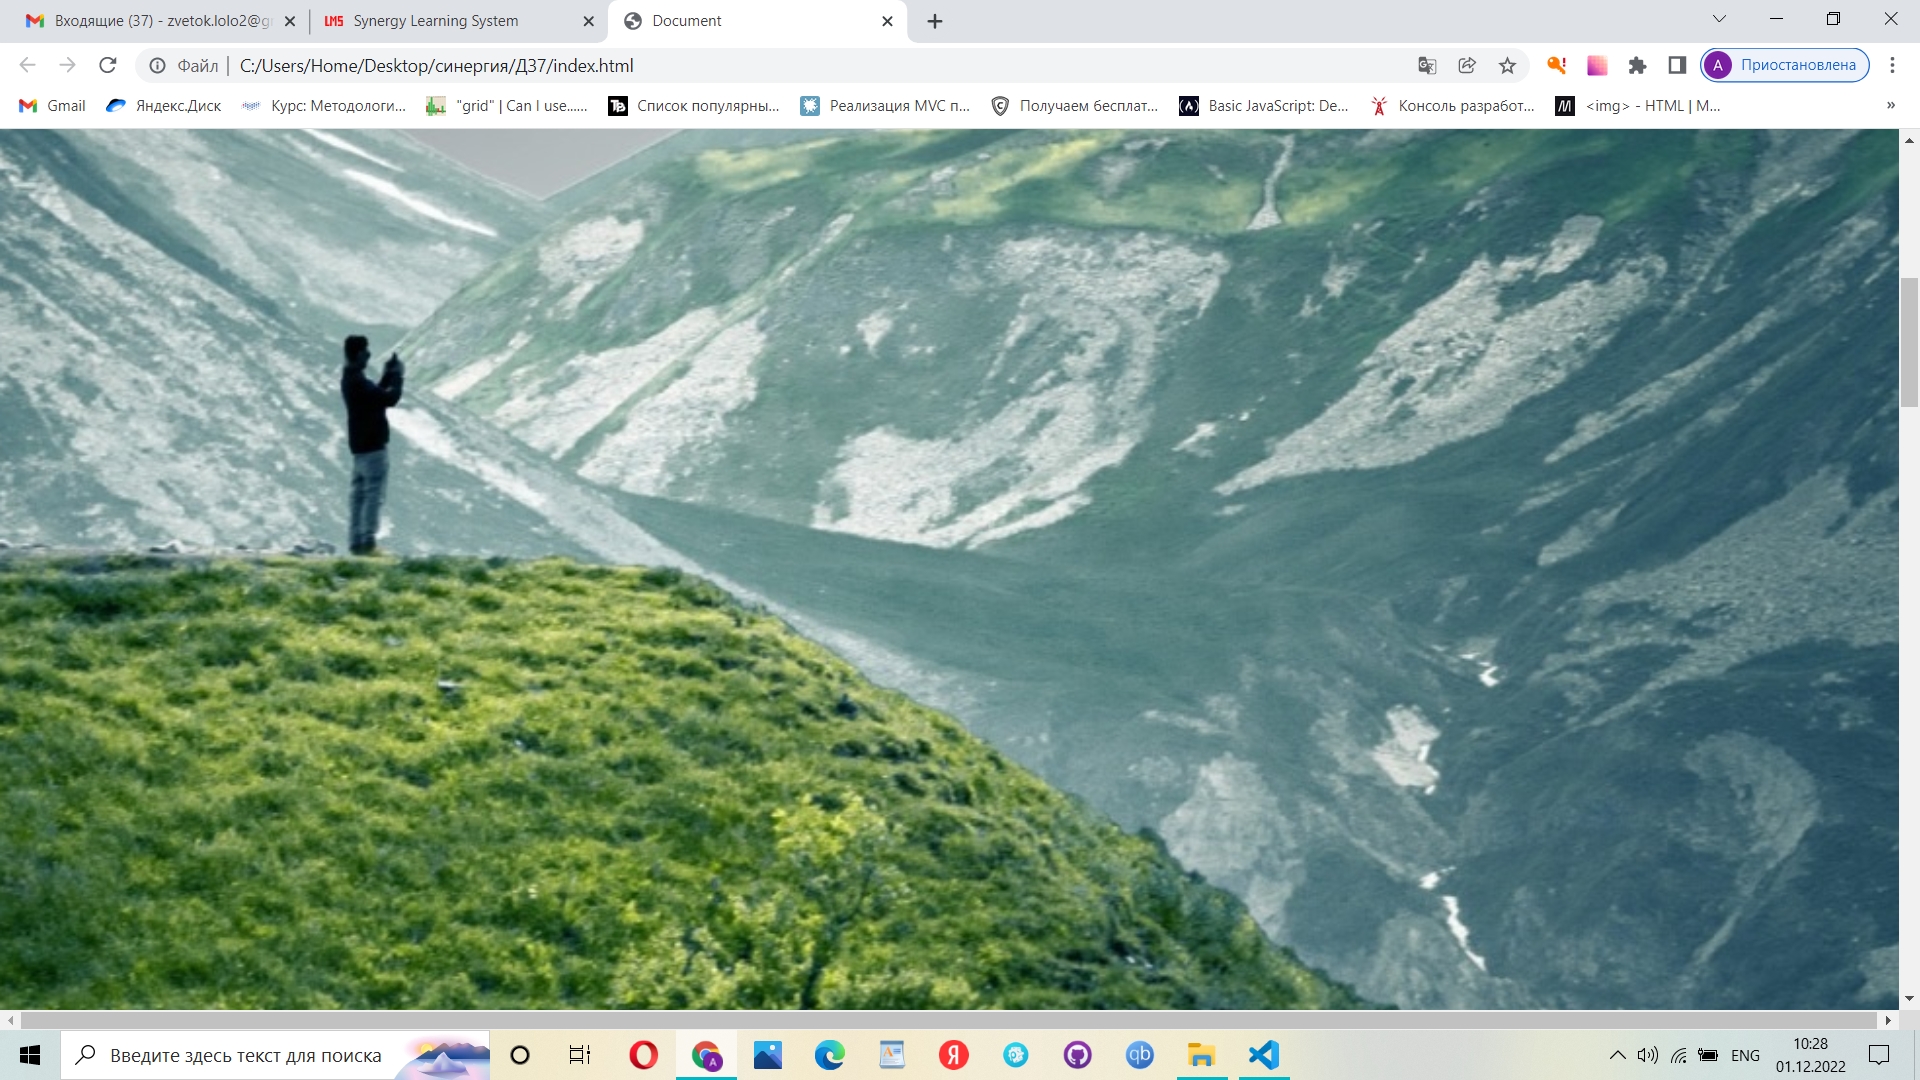 Входящие (37) - zvetok.lolo2@g
LMS Synergy Learning System
Document
Файл C:/Users/Home/Desktop/синергия/Д37/index.html
A Приостановлена
Gmail
Яндекс.Диск
Курс: Методологи...
"grid" | Can I use......
Список популярны...
Реализация MVC п...
Получаем бесплат...
Basic JavaScript: De...
Консоль разработ...
<img> - HTML | M...
»
Введите здесь текст для поиска
A
Я
qb
ENG
10:28
01.12.2022